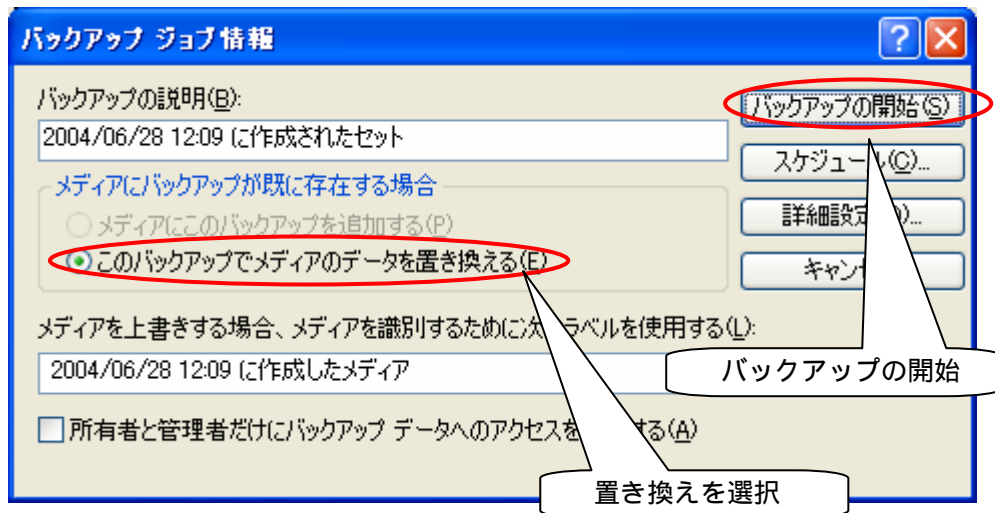 バックアップ ジョブ情報
バックアップの説明(B):
バックアップの開始(S)
2004/06/28 12:09 に作成されたセット
スケジュール(C)...
メディアにバックアップが既に存在する場合
メディアにこのバックアップを追加する(P)
詳細設定
)...
このバックアップでメディアのデータを置き換える(E)
キャン
メディアを上書きする場合、メディアを識別するために次
ラベルを使用する(L):
2004/06/28 12:09 に作成したメディア
バックアップの開始
所有者と管理者だけにバックアップ データへのアクセスを
する(A)
置き換えを選択